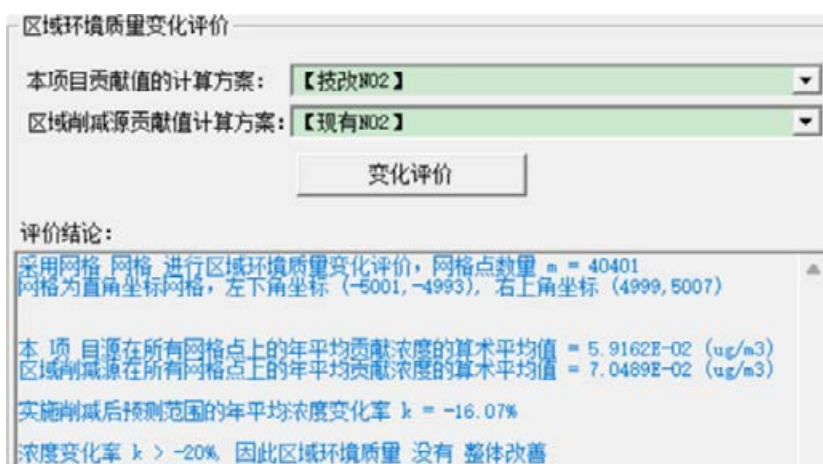 区域环境质量变化评价
本项目贡献值的计算方案： 【技改NO2】
区域削减源贡献值计算方案： 【现有NO2】
变化评价
评价结论：
采用网格 网格 进行区域环境质量变化评价，网格点数量 m = 40401
网格为直角坐标网格，左下角坐标 (-5001,-4993), 右上角坐标 (4999,5007)
本 项 目源在所有网格点上的年平均贡献浓度的算术平均值 = 5.9162E-02 (ug/m3)
区域削减源在所有网格点上的年平均贡献浓度的算术平均值 = 7.0489E-02 (ug/m3)
实施削减后预测范围的年平均浓度变化率 k = -16.07%
浓度变化率 k > -20%, 因此区域环境质量 没有 整体改善